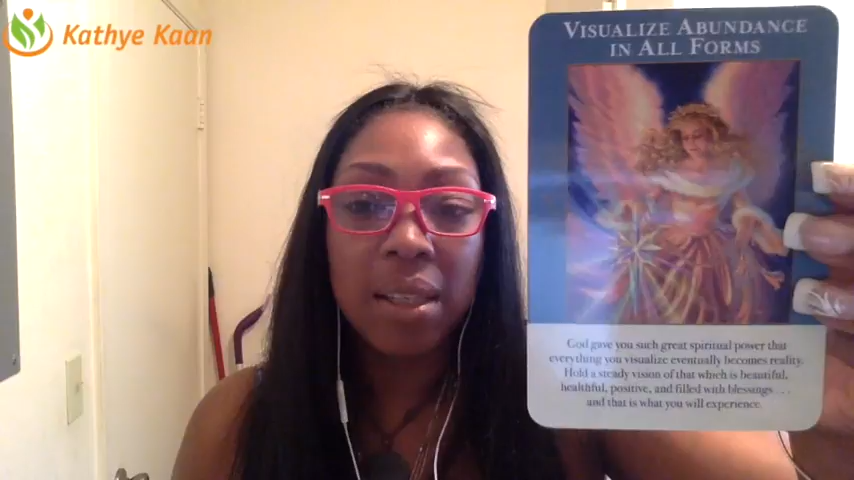 Kathye Kaan
VISUALIZE ABUNDANCE
IN ALL FORMS
God gave you such great spiritual power that
everything you visualize eventually becomes reality.
Hold a steady vision of that which is beautiful,
healthful, positive, and filled with blessings . . .
and that is what you will experience.